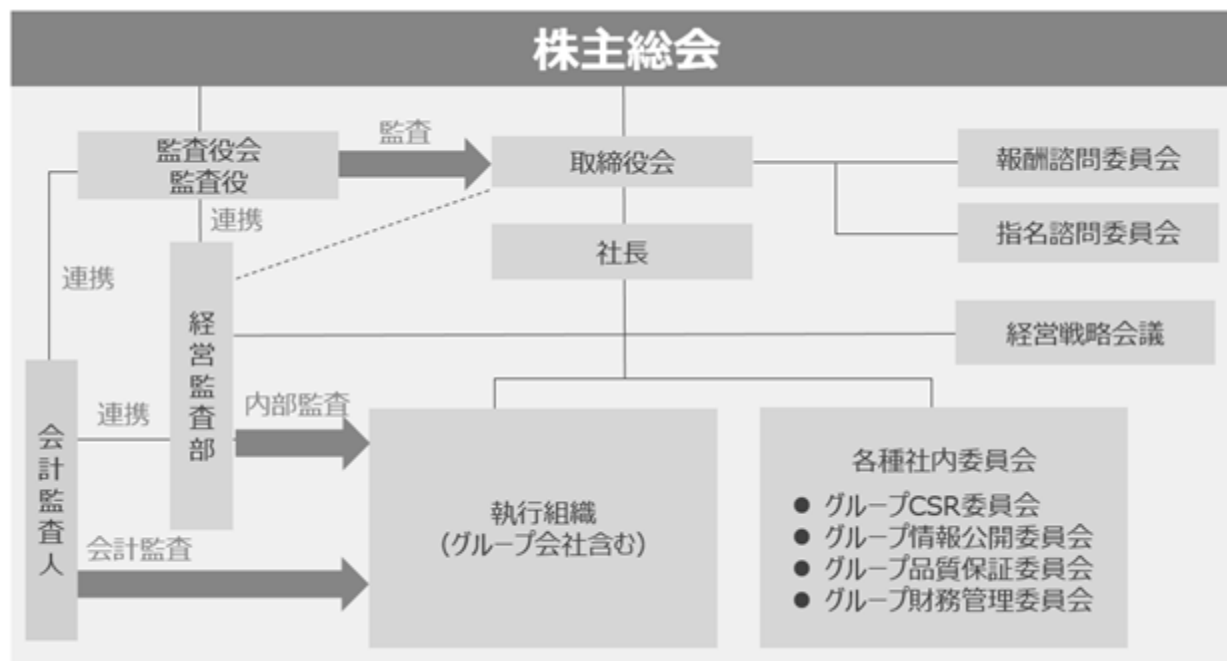 株主総会
監査役会
監査役
監査
取締役会
報酬諮問委員会
連携
指名諮問委員会
社長
連携
経営監査部
経営戦略会議
会計監査人
連携
内部監査
執行組織
(グループ会社含む)
会計監査
各種社内委員会
● グループCSR委員会
● グループ情報公開委員会
● グループ品質保証委員会
● グループ財務管理委員会